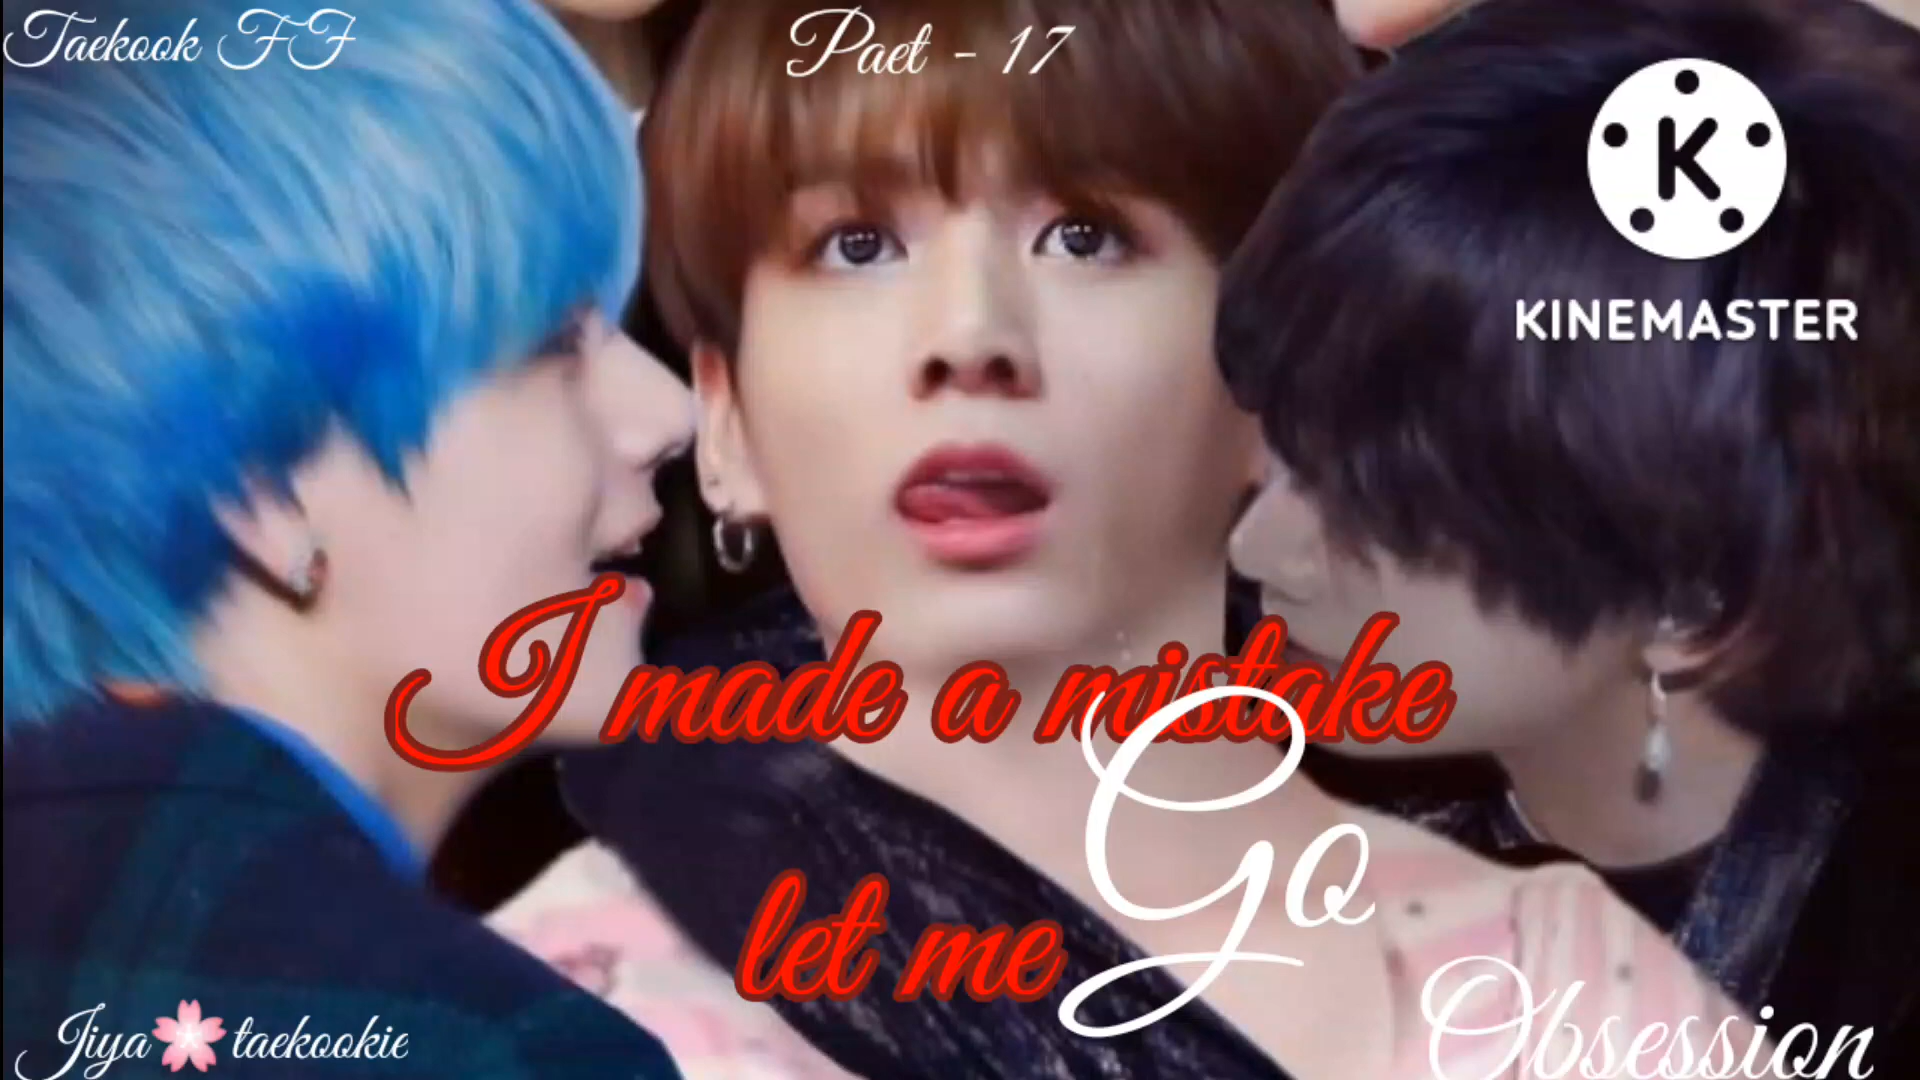 Taekook FF
Paet - 17
K
KINEMASTER
I made a mistake
let me Go
Obsession
Jiya🌸taekookie